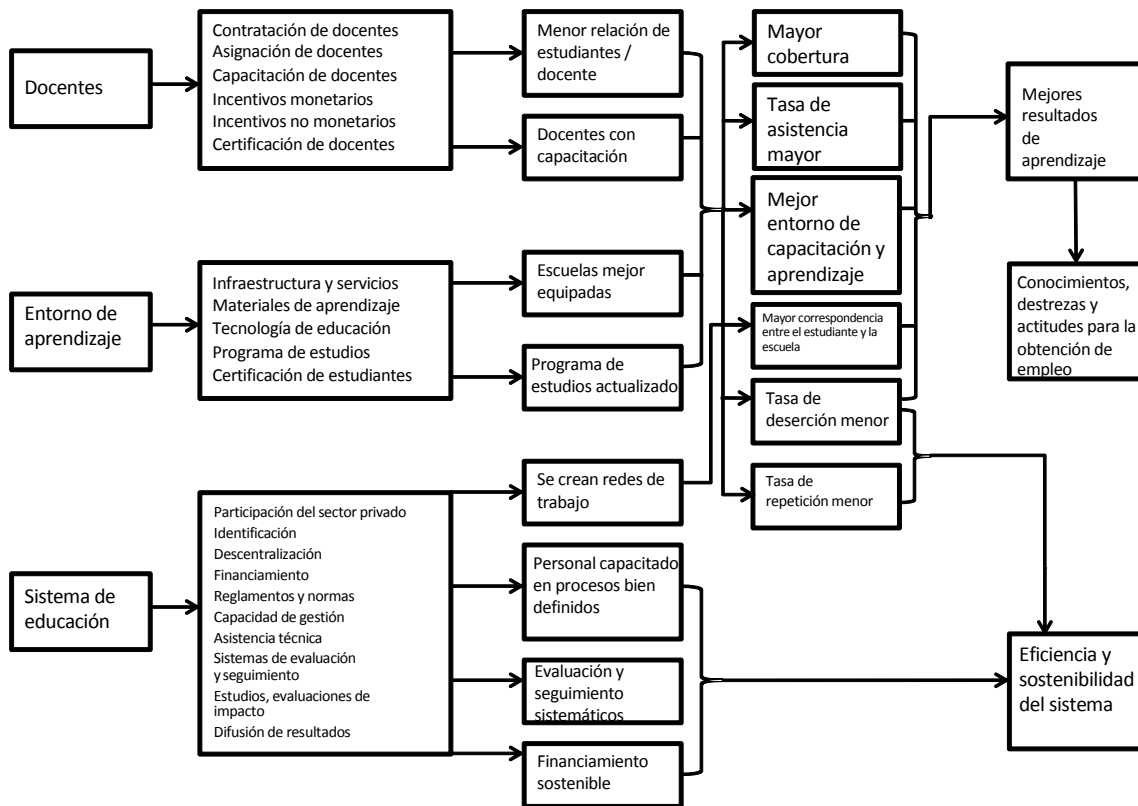 Docentes
Contratación de docentes
Asignación de docentes
Capacitación de docentes
Incentivos monetarios
Incentivos no monetarios
Certificación de docentes
Menor relación de
estudiantes /
docente
Docentes con
capacitación
Mayor
cobertura
Tasa de
asistencia
mayor
Mejor
entorno de
capacitación y
aprendizaje
Mejores
resultados
de
aprendizaje
Entorno de
aprendizaje
Infraestructura y servicios
Materiales de aprendizaje
Tecnología de educación
Programa de estudios
Certificación de estudiantes
Escuelas mejor
equipadas
Programa de
estudios actualizado
Mayor correspondencia
entre el estudiante y la
escuela
Tasa de
deserción menor
Conocimientos,
destrezas y
actitudes para la
obtención de
empleo
Sistema de
educación
Participación del sector privado
Identificación
Descentralización
Financiamiento
Reglamentos y normas
Capacidad de gestión
Asistencia técnica
Sistemas de evaluación
y seguimiento
Estudios, evaluaciones de
impacto
Difusión de resultados
Se crean redes de
trabajo
Tasa de
repetición menor
Personal capacitado
en procesos bien
definidos
Evaluación y
seguimiento
sistemáticos
Financiamiento
sostenible
Eficiencia y
sostenibilidad
del sistema